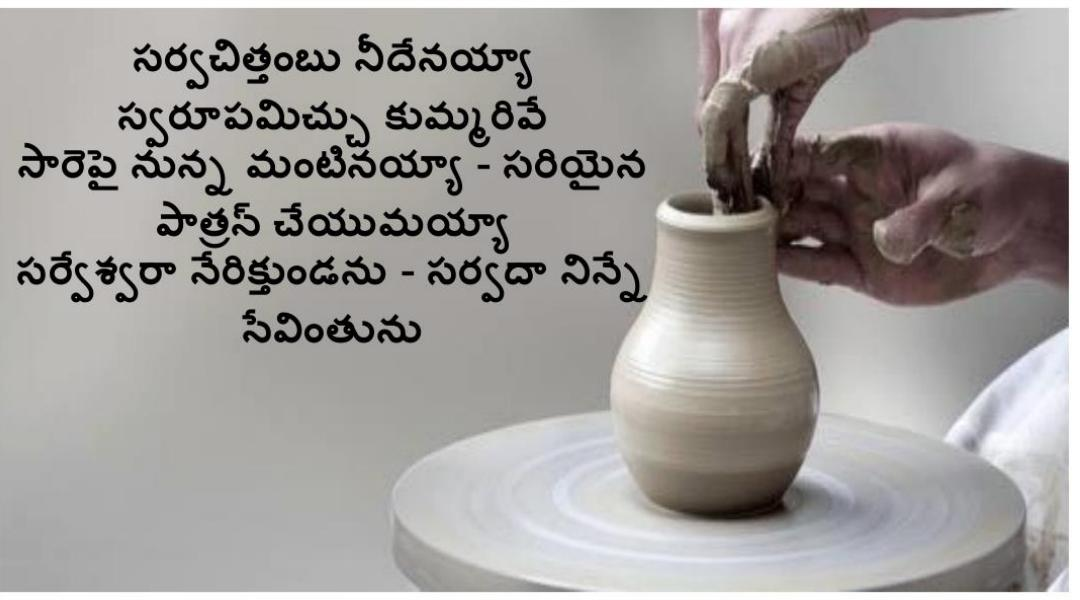 సర్వచిత్తంబు నీదేనయ్యా
స్వరూపమిచ్చు కుమ్మరివే
సారెపై నున్న మంటినయ్యా - సరియైన
పాత్రన్ చేయుమయ్యా
సర్వేశ్వరా నేరిక్తుండను - సర్వదా నిన్నే
సేవింతును